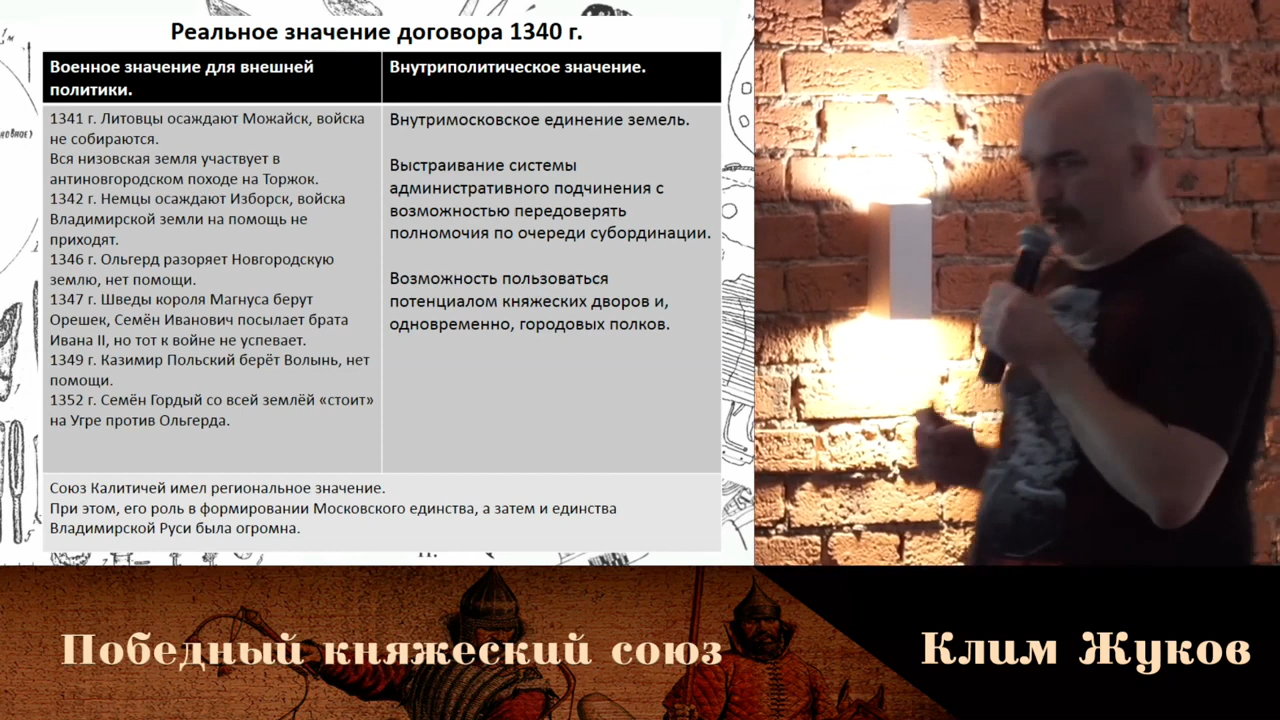 Реальное значение договора 1340 г.
Военное значение для внешней
политики.
Внутриполитическое значение.
1341 г. Литовцы осаждают Можайск, войска
не собираются.
Вся низовская земля участвует в
антиновгородском походе на Торжок.
1342 г. Немцы осаждают Изборск, войска
Владимирской земли на помощь не
приходят.
1346 г. Ольгерд разоряет Новгородскую
землю, нет помощи.
1347 г. Шведы короля Магнуса берут
Орешек, Семён Иванович посылает брата
Ивана II, но тот к войне не успевает.
1349 г. Казимир Польский берёт Волынь, нет
помощи.
1352 г. Семён Гордый со всей землёй «стоит»
на Угре против Ольгерда.
Внутримосковское единение земель.
Выстраивание системы
административного подчинения с
возможностью передоверять
полномочия по очереди субординации.
Возможность пользоваться
потенциалом княжеских дворов и,
одновременно, городовых полков.
Союз Калитичей имел региональное значение.
При этом, его роль в формировании Московского единства, а затем и единства
Владимирской Руси была огромна.
Победный княжеский союз
Клим Жуков